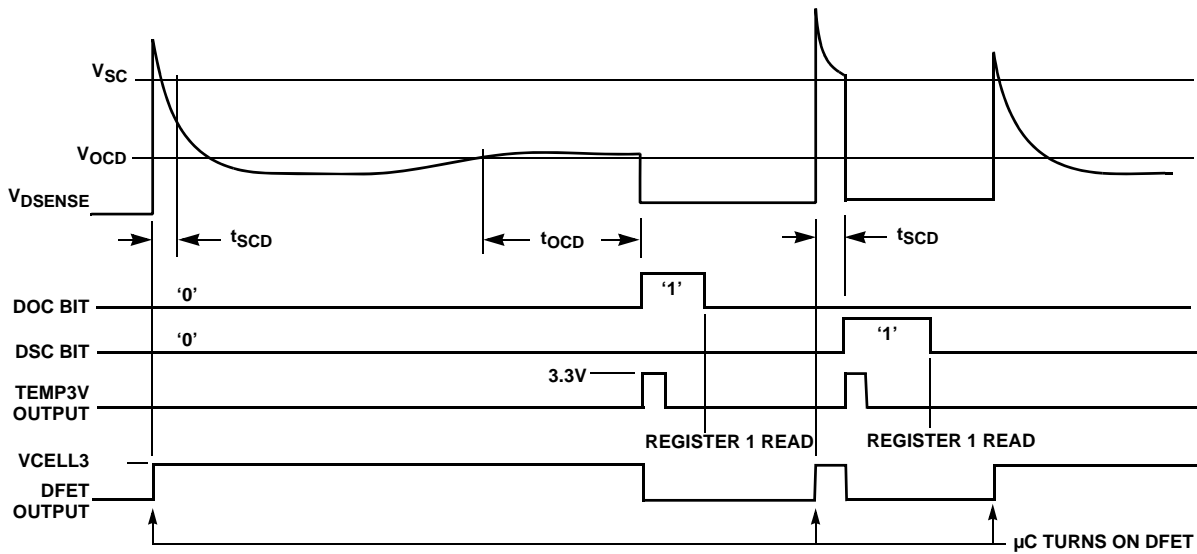 VSC
VOCD
VDSENSE
tSCD
tOCD
tSCD
DOC BIT
‘0’
‘1’
DSC BIT
‘0’
‘1’
3.3V
TEMP3V
OUTPUT
REGISTER 1 READ
REGISTER 1 READ
VCELL3
DFET
OUTPUT
µC TURNS ON DFET